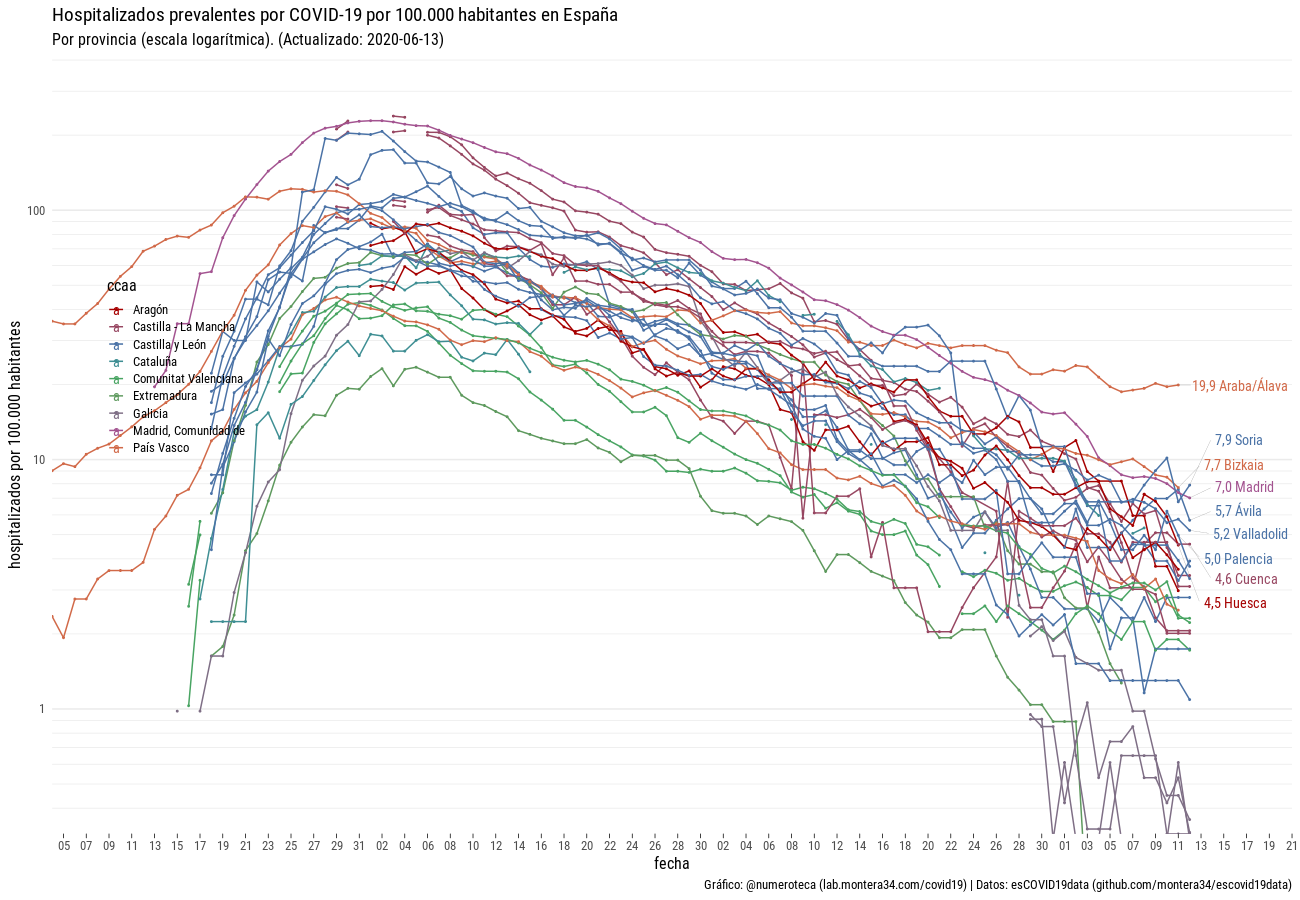 Hospitalizados prevalentes por COVID-19 por 100.000 habitantes en España
Por provincia (escala logarítmica). (Actualizado: 2020-06-13)
hospitalizados por 100.000 habitantes
100
10
1
ccaa
Aragón
Castilla - La Mancha
Castilla y León
Cataluña
Comunitat Valenciana
Extremadura
Galicia
Madrid, Comunidad de
País Vasco
19,9 Araba/Álava
7,9 Soria
7,7 Bizkaia
7,0 Madrid
5,7 Ávila
5,2 Valladolid
5,0 Palencia
4,6 Cuenca
4,5 Huesca
05 07 09 11 13 15 17 19 21 23 25 27 29 31 02 04 06 08 10 12 14 16 18 20 22 24 26 28 30 02 04 06 08 10 12 14 16 18 20 22 24 26 28 30 01 03 05 07 09 11 13 15 17 19 21
fecha
Gráfico: @numeroteca (lab.montera34.com/covid19) | Datos: esCOVID19data (github.com/montera34/escovid19data)